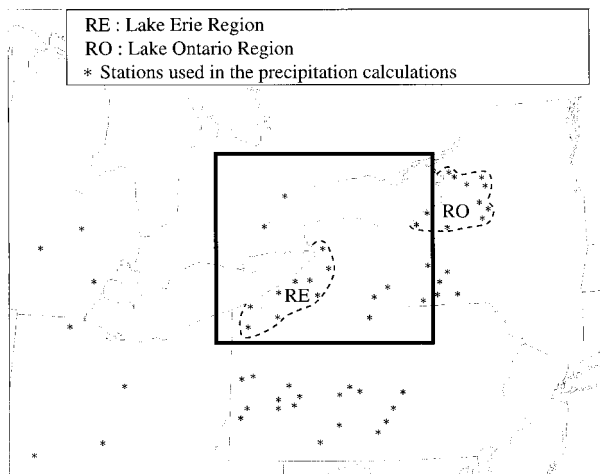 RE : Lake Erie Region
RO : Lake Ontario Region
* Stations used in the precipitation calculations
RO
RE